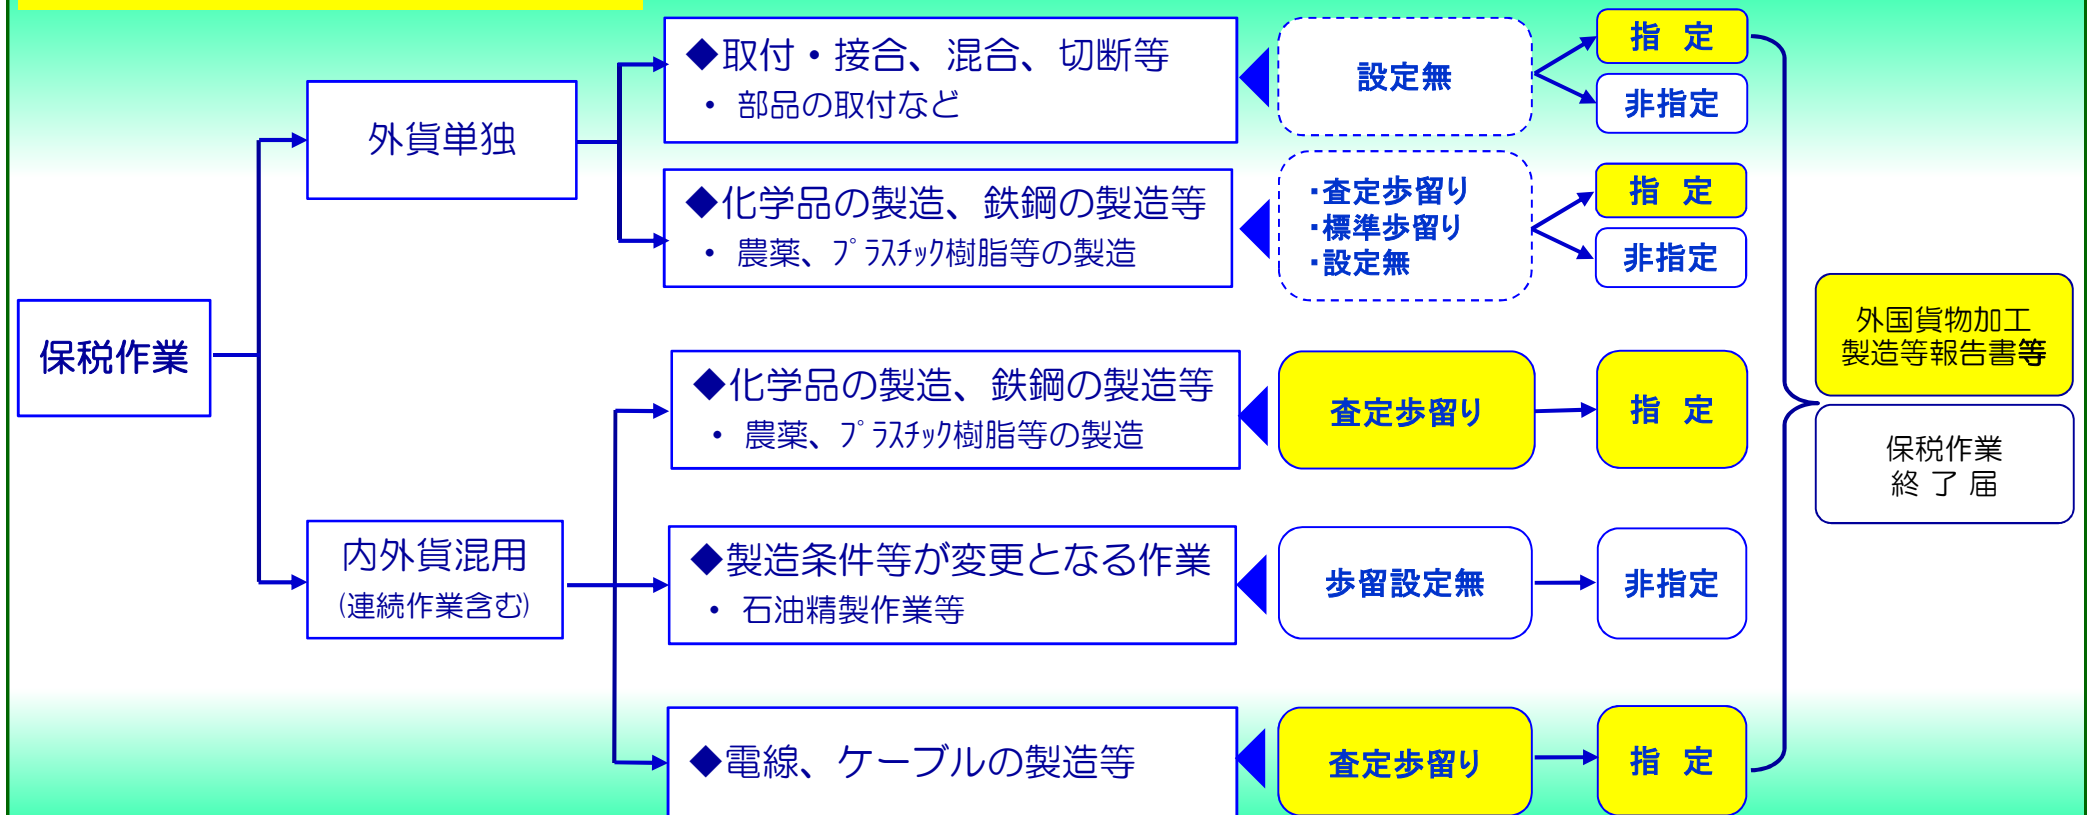 保税作業
外貨単独
◆取付・接合、混合、切断等
・ 部品の取付など
設定無
指 定
非指定
◆化学品の製造、鉄鋼の製造等
・ 農薬、ﾌﾟﾗｽﾁｯｸ樹脂等の製造
・査定歩留り
・標準歩留り
・設定無
指 定
非指定
内外貨混用
(連続作業含む)
◆化学品の製造、鉄鋼の製造等
・ 農薬、ﾌﾟﾗｽﾁｯｸ樹脂等の製造
査定歩留り
指 定
◆製造条件等が変更となる作業
・ 石油精製作業等
歩留設定無
非指定
◆電線、ケーブルの製造等
査定歩留り
指 定
外国貨物加工
製造等報告書等
保税作業
終 了 届